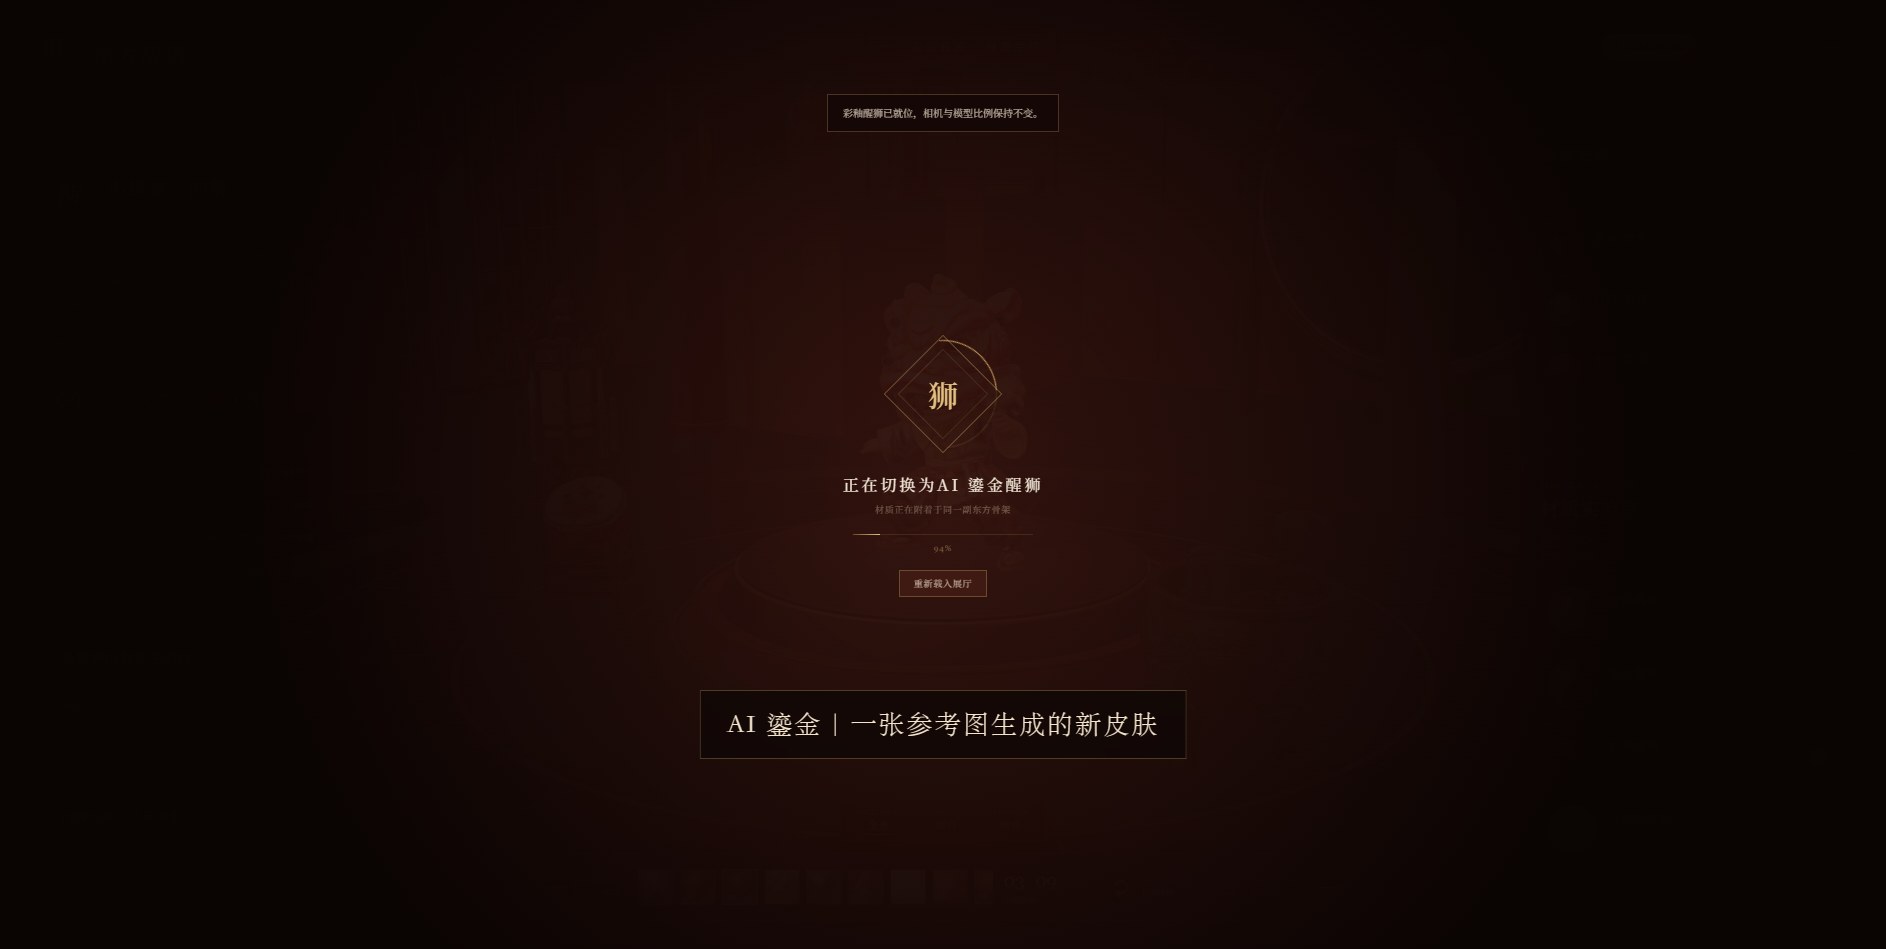 彩釉醒狮已就位，相机与模型比例保持不变。
狮
正在切换为AI 鎏金醒狮
材质正在附着于同一副东方骨架
94%
重新载入展厅
AI 鎏金｜一张参考图生成的新皮肤